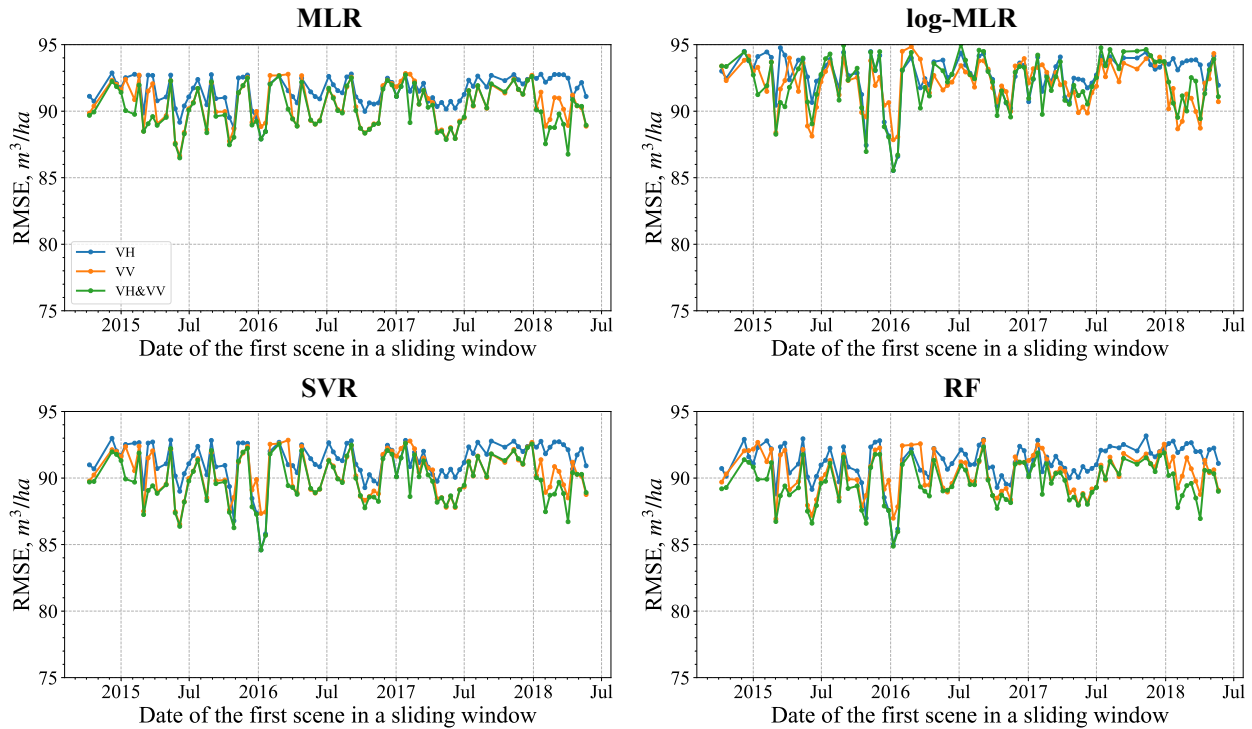 MLR
log-MLR
95
90
85
80
75
RMSE, m³/ha
VH
VV
VH&VV
2015 Jul 2016 Jul 2017 Jul 2018 Jul
Date of the first scene in a sliding window
95
90
85
80
75
RMSE, m³/ha
2015 Jul 2016 Jul 2017 Jul 2018 Jul
Date of the first scene in a sliding window
SVR
RF
95
90
85
80
75
RMSE, m³/ha
2015 Jul 2016 Jul 2017 Jul 2018 Jul
Date of the first scene in a sliding window
95
90
85
80
75
RMSE, m³/ha
2015 Jul 2016 Jul 2017 Jul 2018 Jul
Date of the first scene in a sliding window